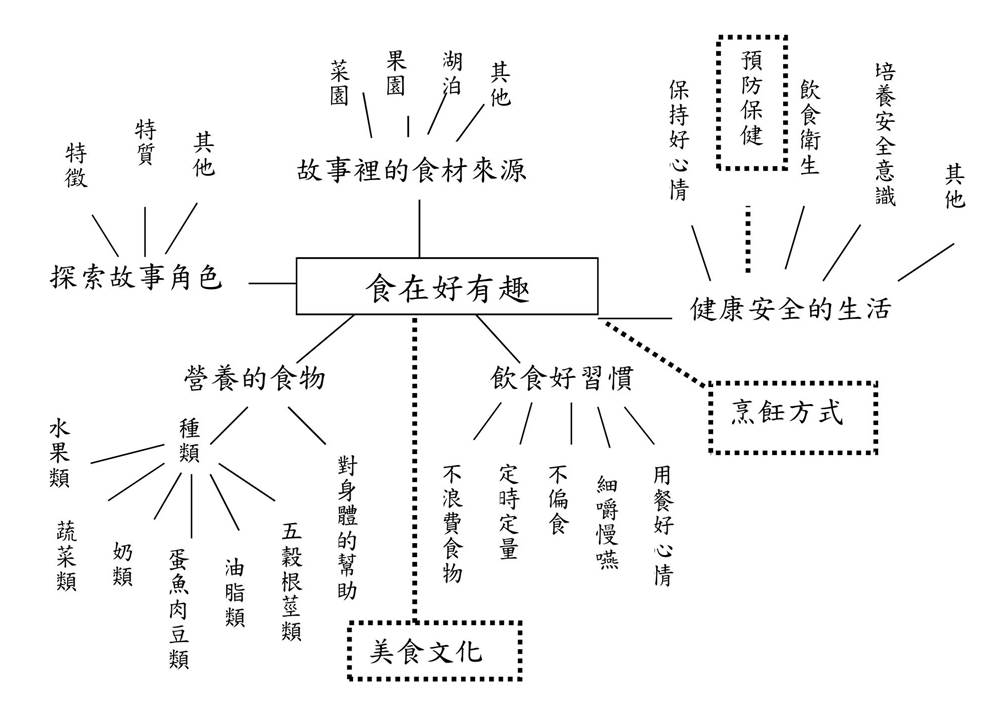 食在好有趣
探索故事角色
特徵
特質
其他
故事裡的食材來源
菜園
果園
湖泊
其他
健康安全的生活
保持好心情
預防保健
飲食衛生
培養安全意識
其他
烹飪方式
飲食好習慣
不浪費食物
定時定量
不偏食
細嚼慢嚥
用餐好心情
美食文化
營養的食物
種類
水果類
蔬菜類
奶類
蛋魚肉豆類
油脂類
五穀根莖類
對身體的幫助